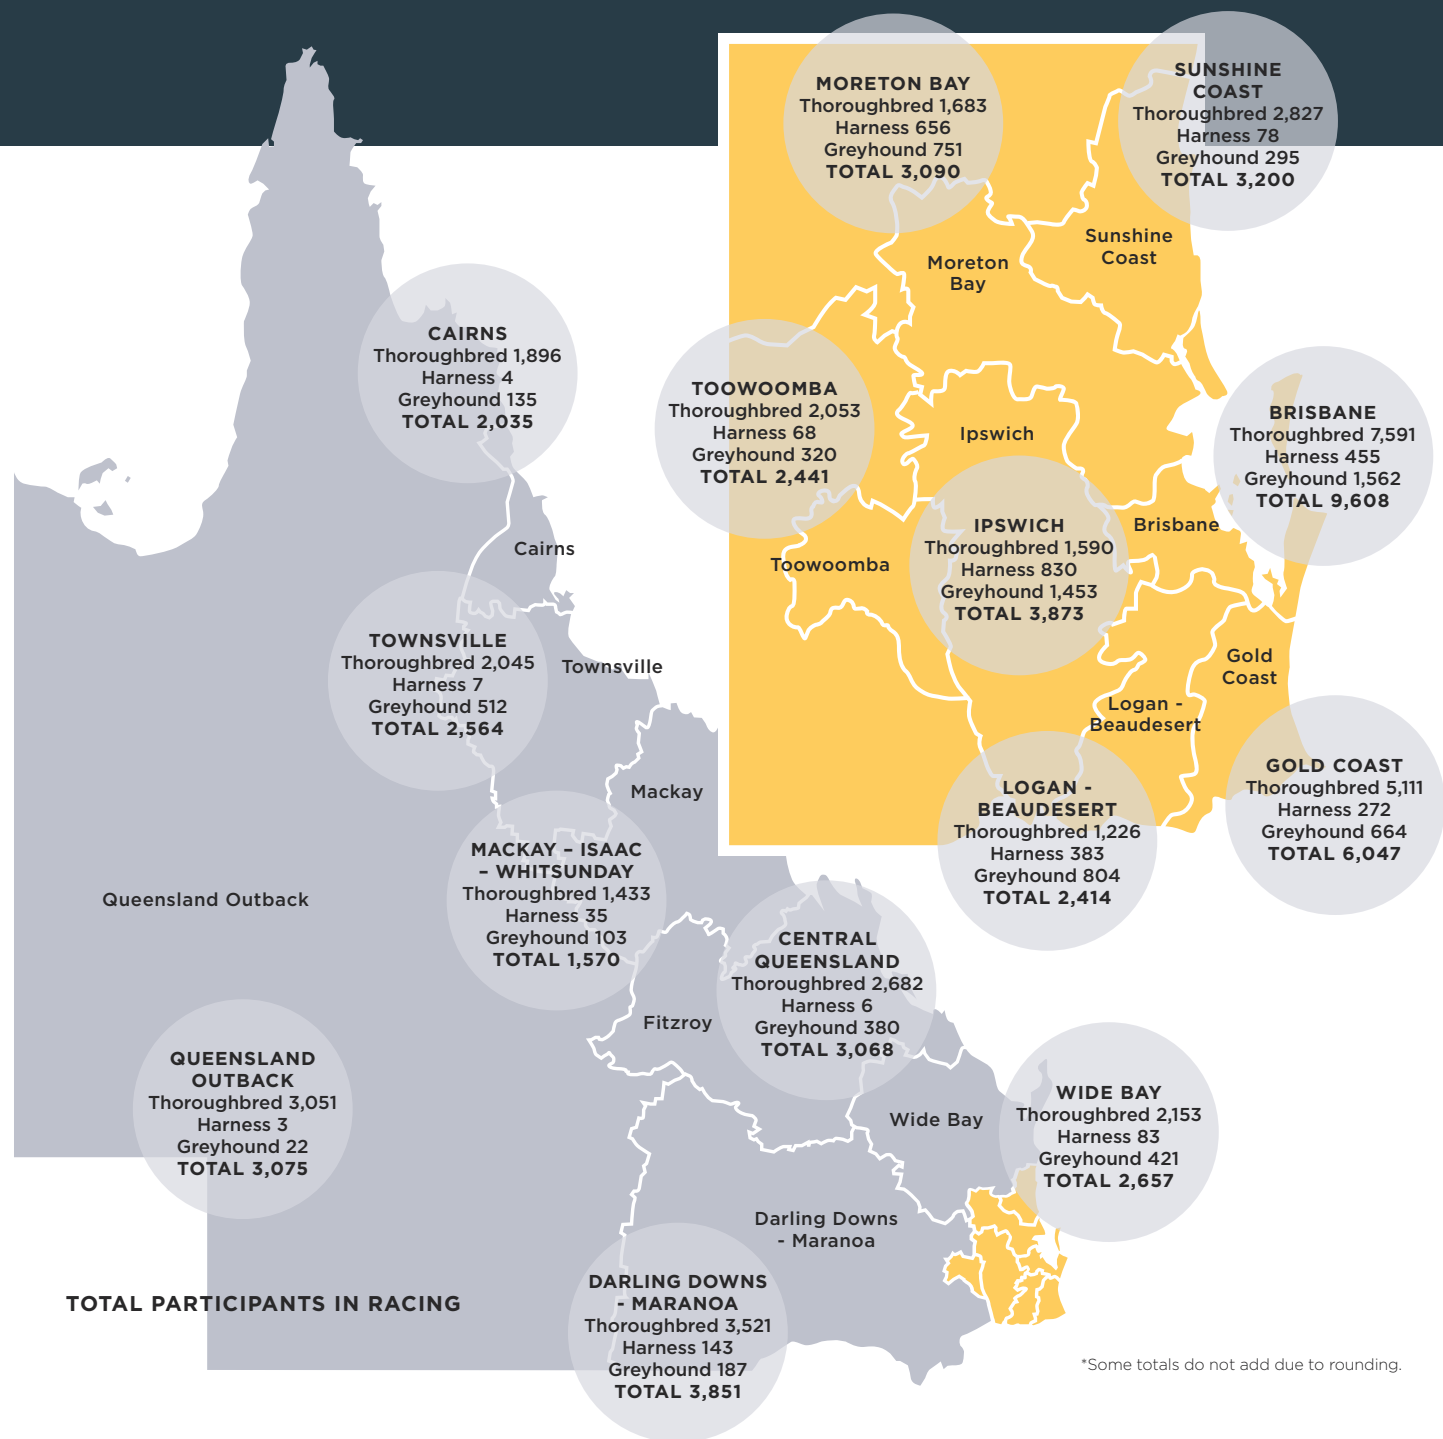 MORETON BAY
Thoroughbred 1,683
Harness 656
Greyhound 751
TOTAL 3,090
SUNSHINE
COAST
Thoroughbred 2,827
Harness 78
Greyhound 295
TOTAL 3,200
Sunshine
Coast
Moreton
Bay
CAIRNS
Thoroughbred 1,896
Harness 4
Greyhound 135
TOTAL 2,035
TOOWOOMBA
Thoroughbred 2,053
Harness 68
Greyhound 320
TOTAL 2,441
Ipswich
BRISBANE
Thoroughbred 7,591
Harness 455
Greyhound 1,562
TOTAL 9,608
Cairns
Toowoomba
IPSWICH
Thoroughbred 1,590
Harness 830
Greyhound 1,453
TOTAL 3,873
Brisbane
TOWNSVILLE
Thoroughbred 2,045
Harness 7
Greyhound 512
TOTAL 2,564
Townsville
Gold
Coast
Logan -
Beaudesert
Mackay
LOGAN -
BEAUDESERT
Thoroughbred 1,226
Harness 383
Greyhound 804
TOTAL 2,414
GOLD COAST
Thoroughbred 5,111
Harness 272
Greyhound 664
TOTAL 6,047
MACKAY – ISAAC
– WHITSUNDAY
Thoroughbred 1,433
Harness 35
Greyhound 103
TOTAL 1,570
Queensland Outback
CENTRAL
QUEENSLAND
Thoroughbred 2,682
Harness 6
Greyhound 380
TOTAL 3,068
Fitzroy
QUEENSLAND
OUTBACK
Thoroughbred 3,051
Harness 3
Greyhound 22
TOTAL 3,075
Wide Bay
WIDE BAY
Thoroughbred 2,153
Harness 83
Greyhound 421
TOTAL 2,657
Darling Downs
- Maranoa
DARLING DOWNS
- MARANOA
Thoroughbred 3,521
Harness 143
Greyhound 187
TOTAL 3,851
TOTAL PARTICIPANTS IN RACING
*Some totals do not add due to rounding.